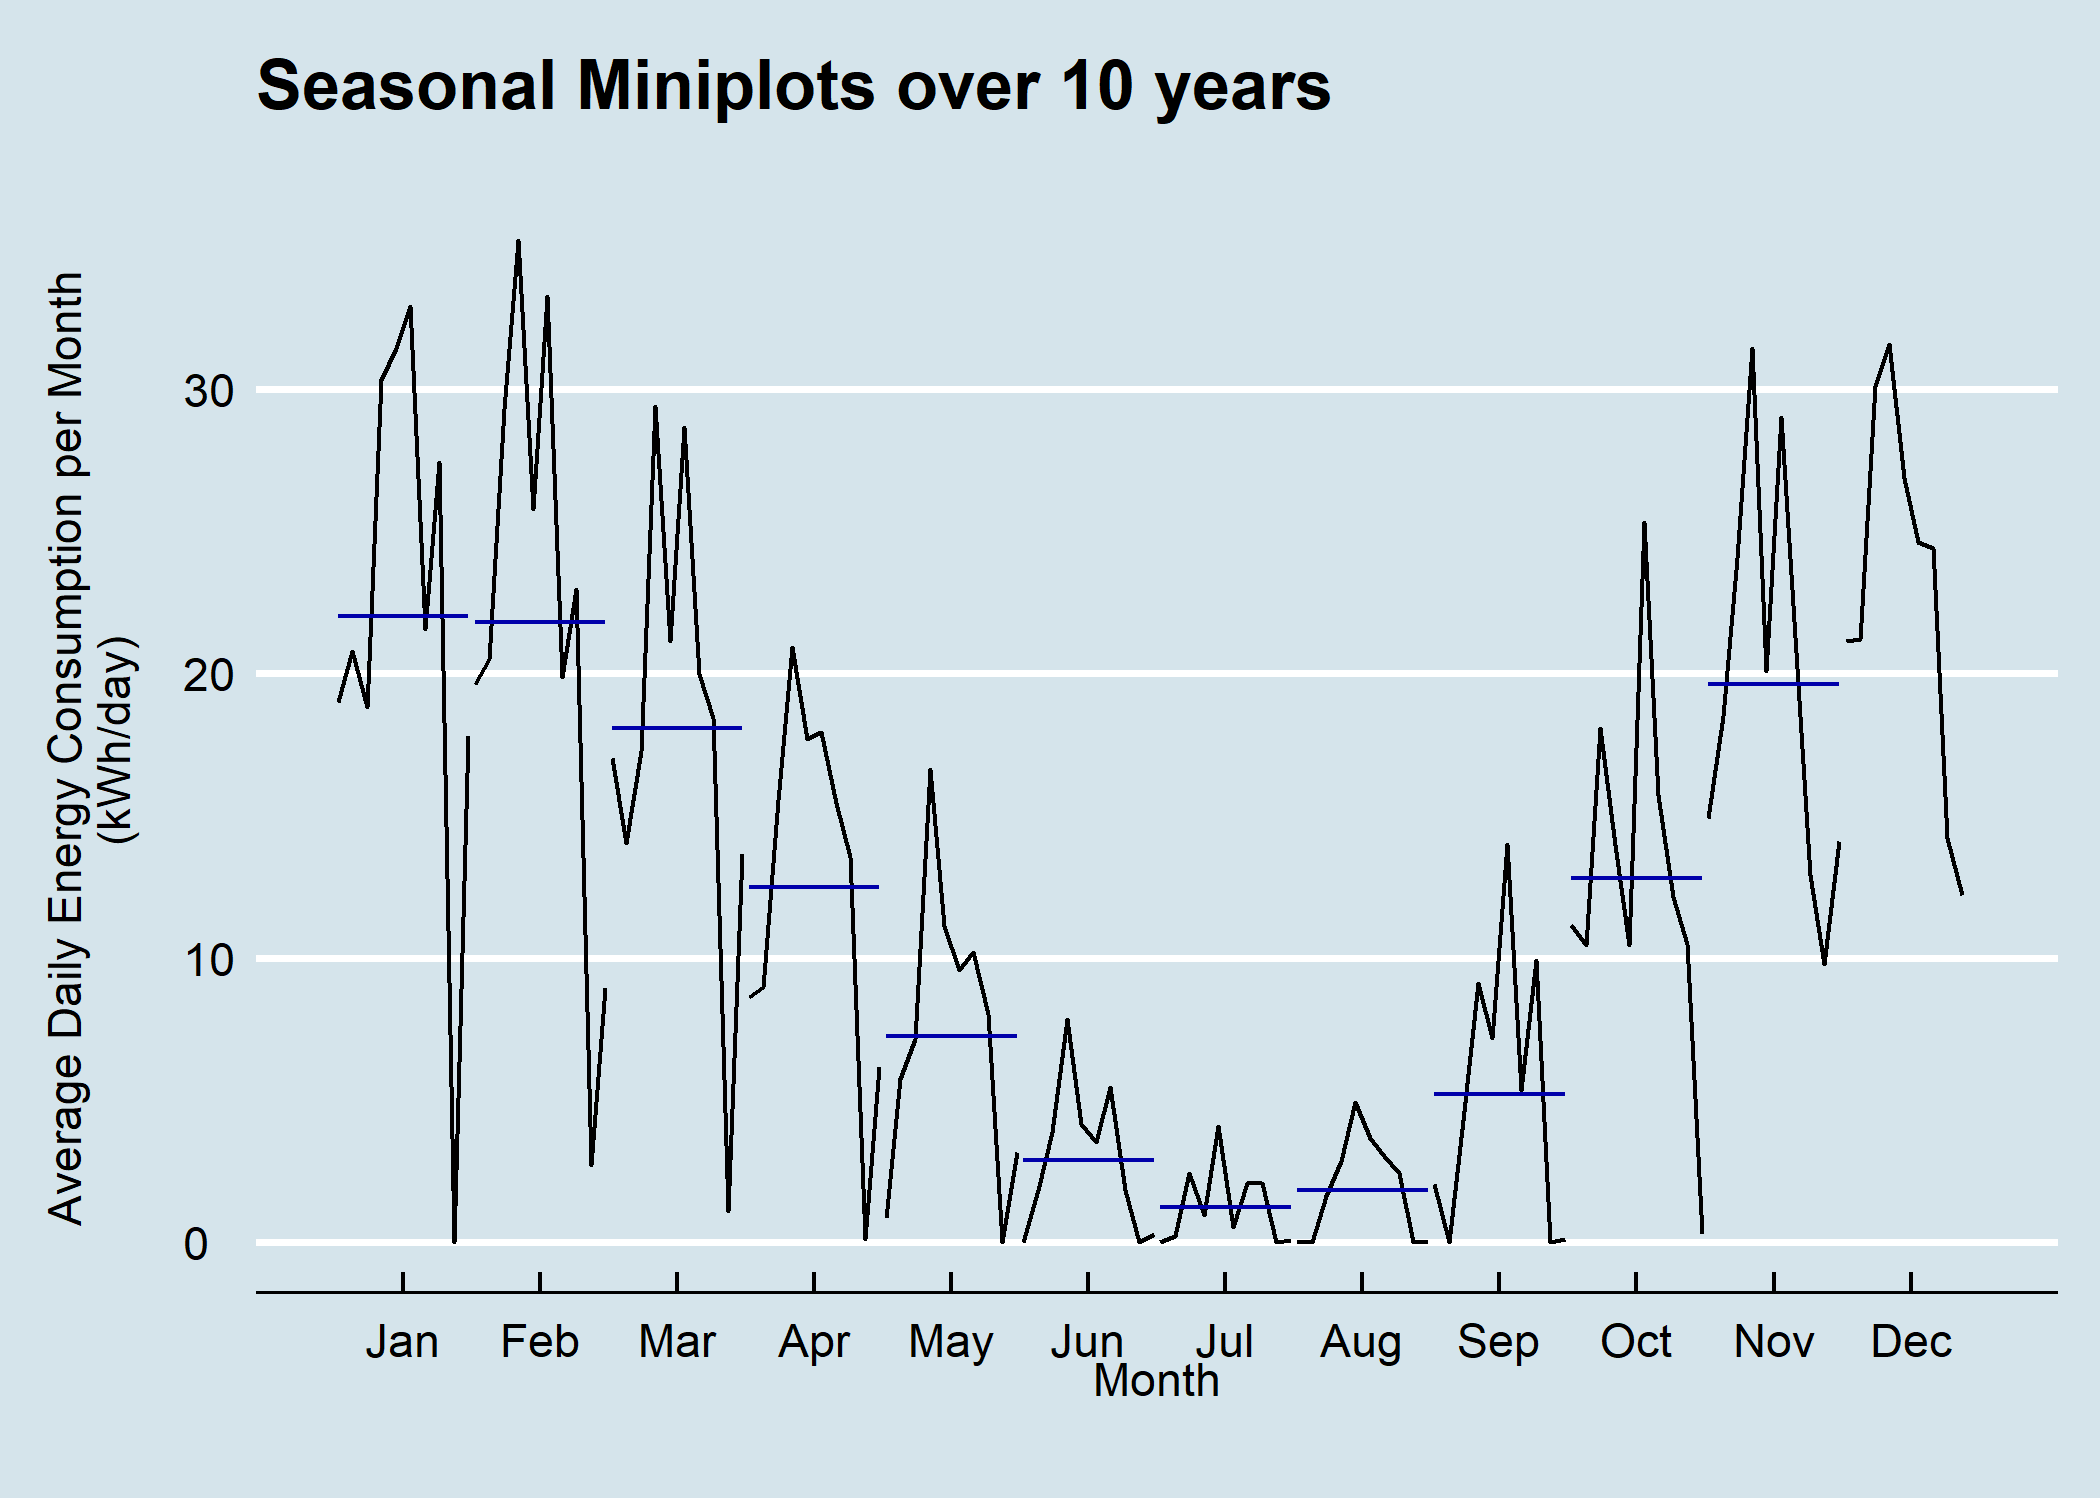 Seasonal Miniplots over 10 years
Average Daily Energy Consumption per Month
(kWh/day)
30
20
10
0
Jan Feb Mar Apr May Jun Jul Aug Sep Oct Nov Dec
Month